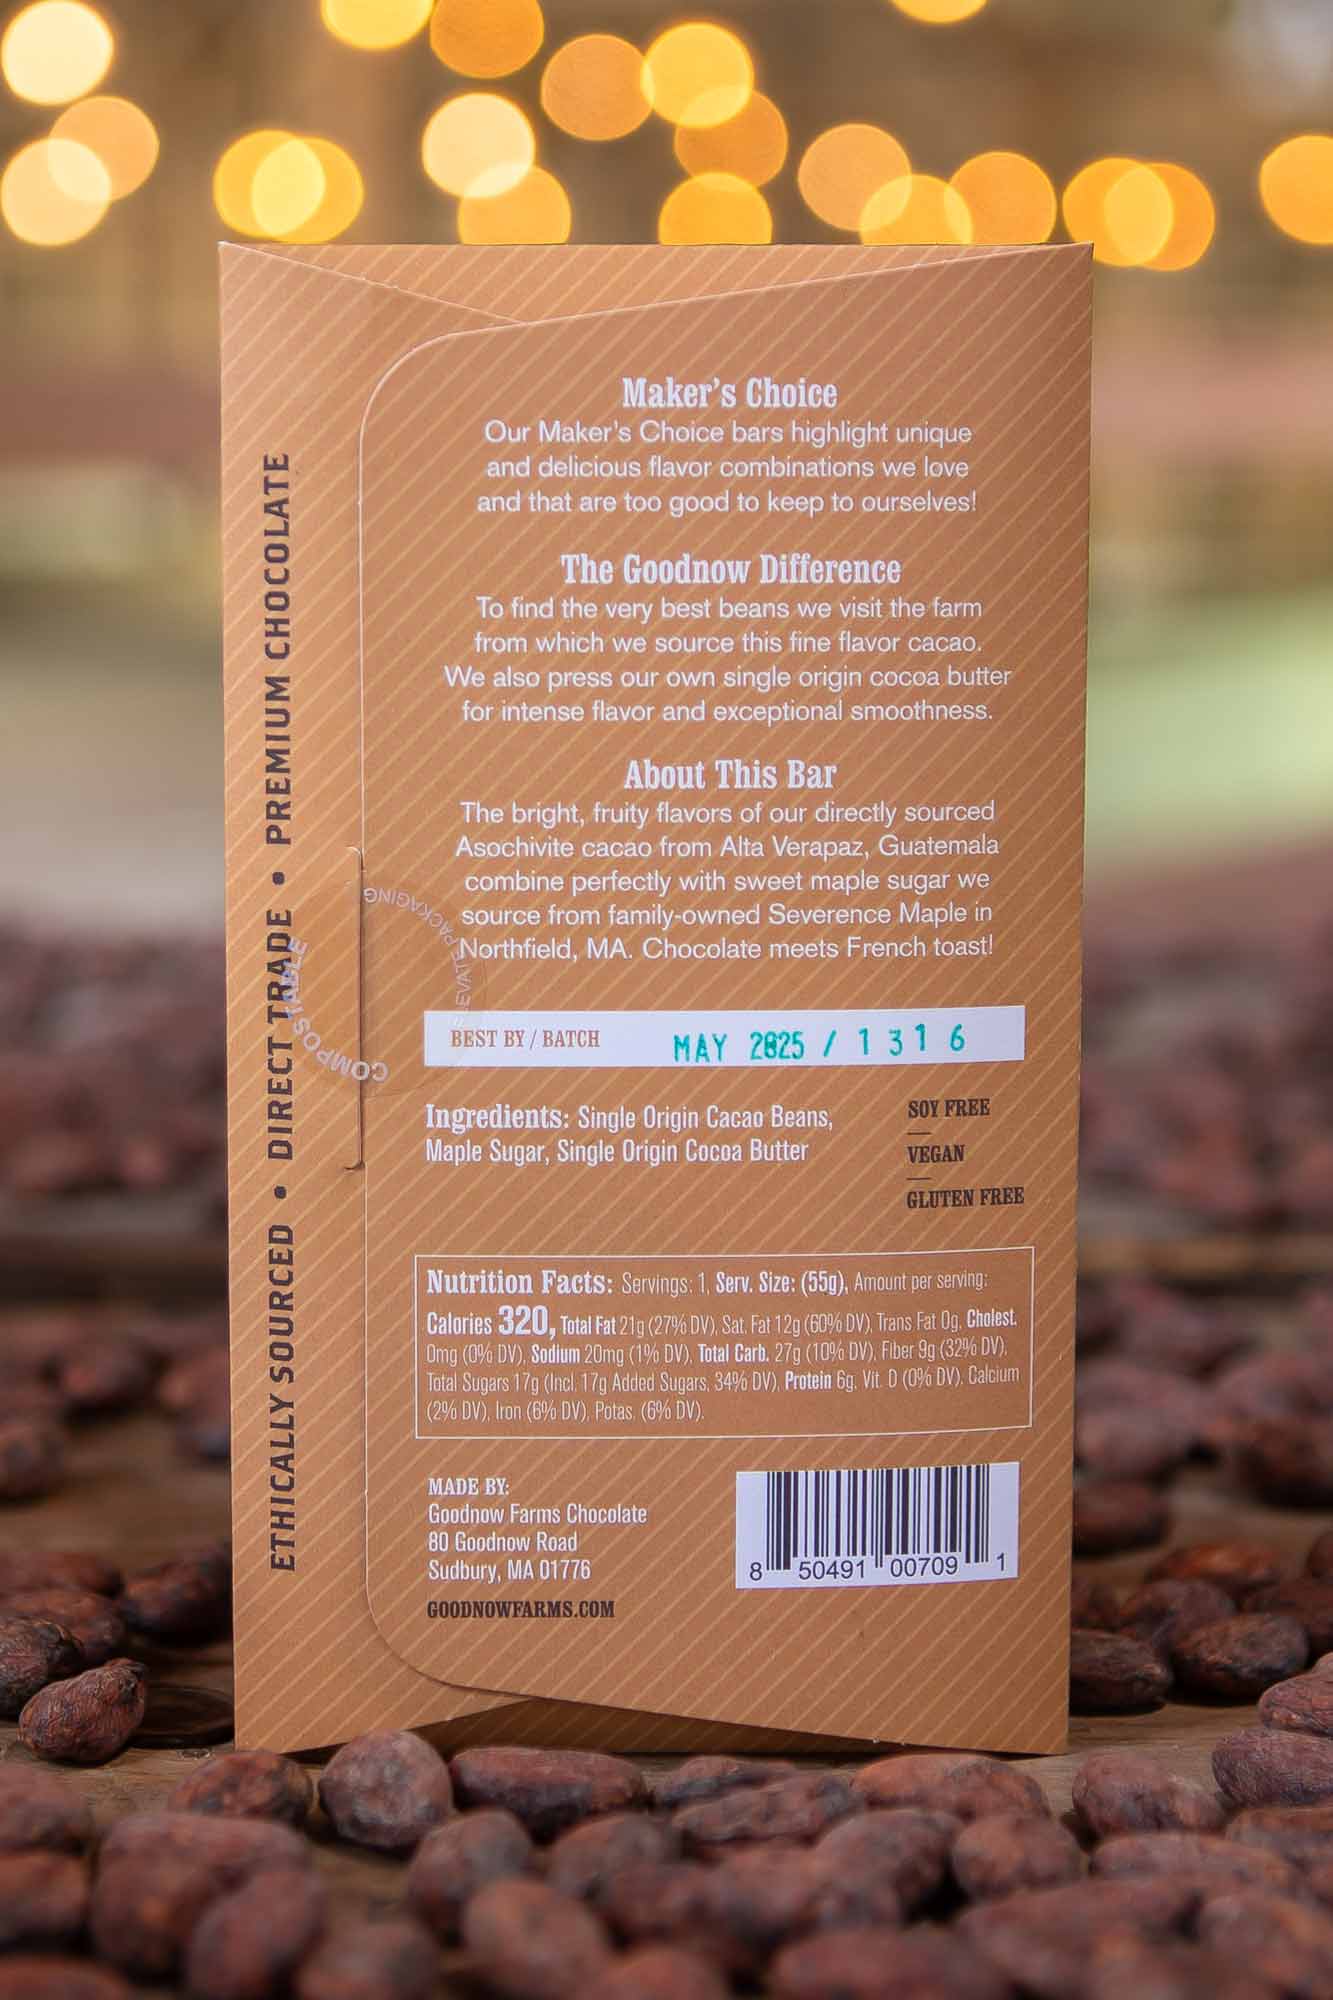 ETHICALLY SOURCED • DIRECT TRADE • PREMIUM CHOCOLATE
Maker's Choice
Our Maker's Choice bars highlight unique
and delicious flavor combinations we love
and that are too good to keep to ourselves!
The Goodnow Difference
To find the very best beans we visit the farm
from which we source this fine flavor cacao.
We also press our own single origin cocoa butter
for intense flavor and exceptional smoothness.
About This Bar
The bright, fruity flavors of our directly sourced
Asochivite cacao from Alta Verapaz, Guatemala
combine perfectly with sweet maple sugar we
source from family-owned Severence Maple in
Northfield, MA. Chocolate meets French toast!
COMPOSTABLE
PACKAGING
BEST BY / BATCH MAY 2025 / 1316
Ingredients: Single Origin Cacao Beans,
Maple Sugar, Single Origin Cocoa Butter
SOY FREE
VEGAN
GLUTEN FREE
Nutrition Facts: Servings: 1, Serv. Size: (55g), Amount per serving:
Calories 320, Total Fat 21g (27% DV), Sat. Fat 12g (60% DV), Trans Fat 0g, Cholest.
0mg (0% DV), Sodium 20mg (1% DV), Total Carb. 27g (10% DV), Fiber 9g (32% DV),
Total Sugars 17g (Incl. 17g Added Sugars, 34% DV), Protein 6g, Vit. D (0% DV), Calcium
(2% DV), Iron (6% DV), Potas. (6% DV).
MADE BY:
Goodnow Farms Chocolate
80 Goodnow Road
Sudbury, MA 01776
GOODNOWFARMS.COM
8 50491 00709 1